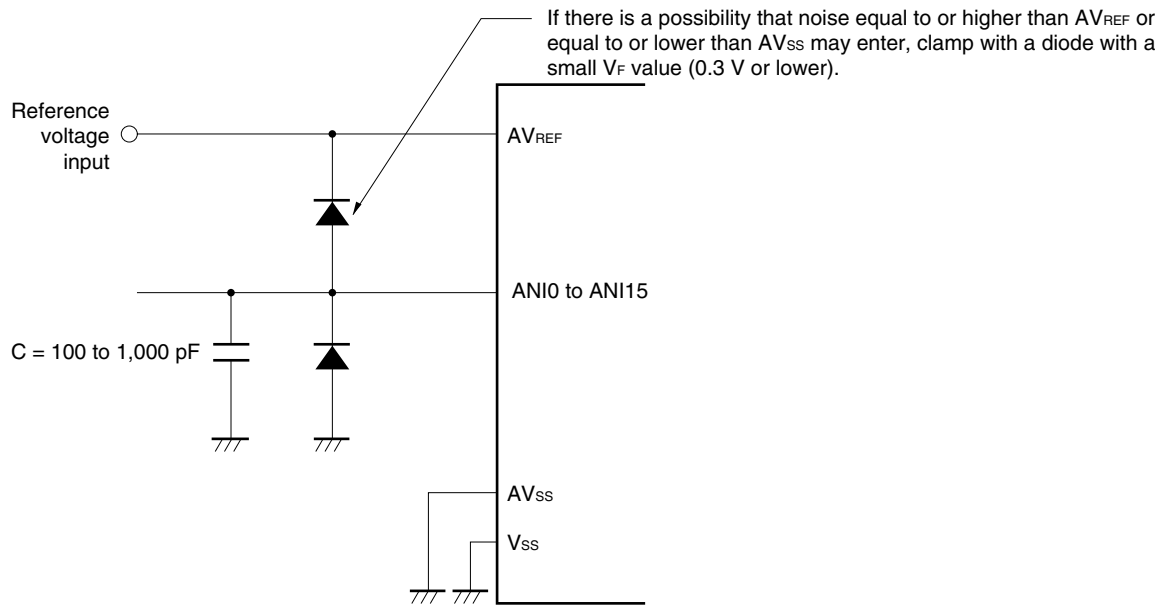 If there is a possibility that noise equal to or higher than AVREF or
equal to or lower than AVSS may enter, clamp with a diode with a
small VF value (0.3 V or lower).
Reference
voltage
input
AVREF
ANI0 to ANI15
C = 100 to 1,000 pF
AVSS
VSS